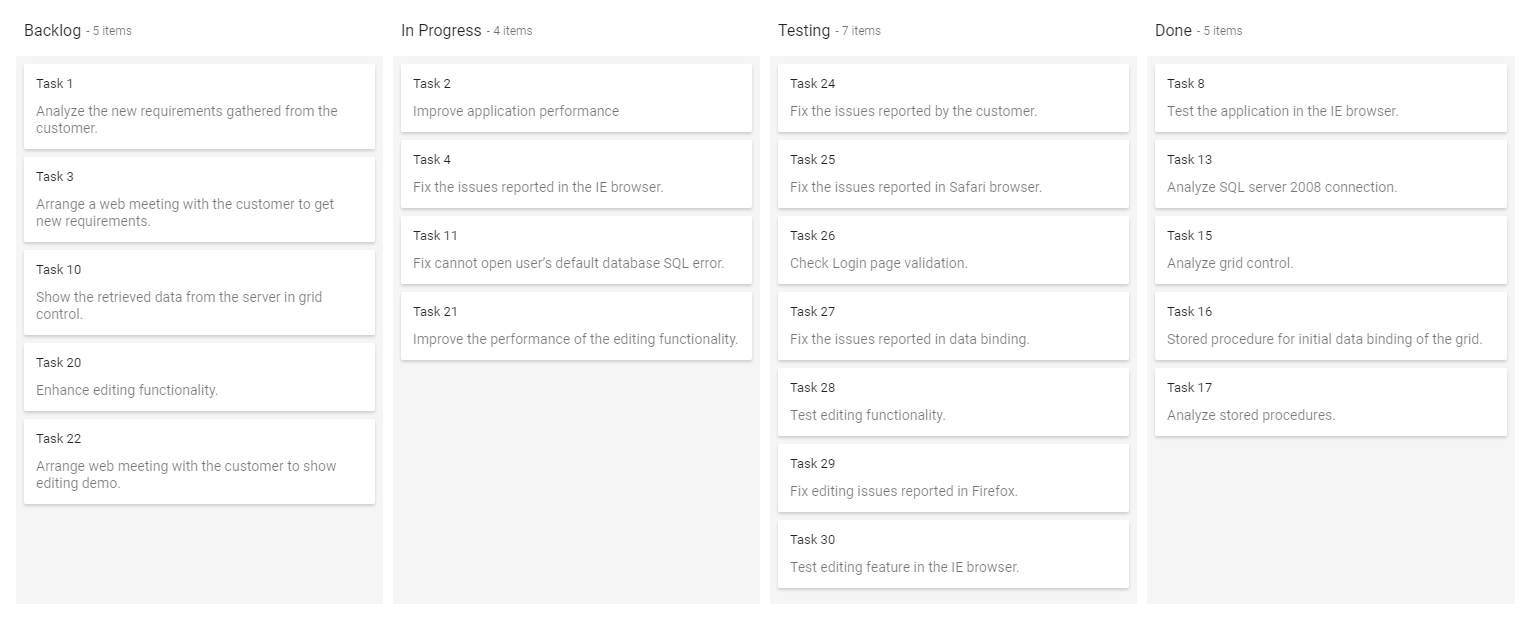 Backlog - 5 items
Task 1
Analyze the new requirements gathered from the
customer.
Task 3
Arrange a web meeting with the customer to get
new requirements.
Task 10
Show the retrieved data from the server in grid
control.
Task 20
Enhance editing functionality.
Task 22
Arrange web meeting with the customer to show
editing demo.
In Progress - 4 items
Task 2
Improve application performance
Task 4
Fix the issues reported in the IE browser.
Task 11
Fix cannot open user's default database SQL error.
Task 21
Improve the performance of the editing functionality.
Testing - 7 items
Task 24
Fix the issues reported by the customer.
Task 25
Fix the issues reported in Safari browser.
Task 26
Check Login page validation.
Task 27
Fix the issues reported in data binding.
Task 28
Test editing functionality.
Task 29
Fix editing issues reported in Firefox.
Task 30
Test editing feature in the IE browser.
Done - 5 items
Task 8
Test the application in the IE browser.
Task 13
Analyze SQL server 2008 connection.
Task 15
Analyze grid control.
Task 16
Stored procedure for initial data binding of the grid.
Task 17
Analyze stored procedures.